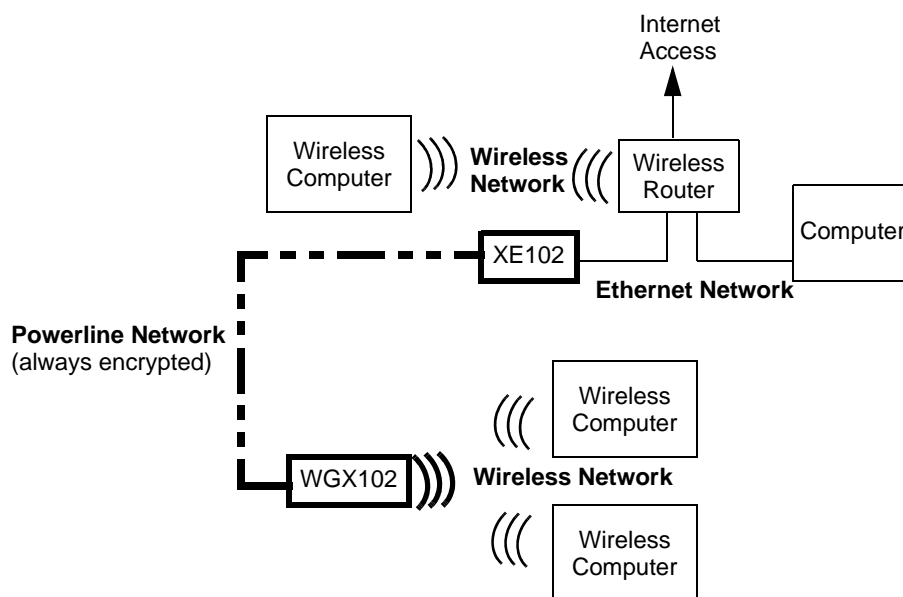 Internet
Access
Wireless
Computer
Wireless
Network
Wireless
Router
Computer
XE102
Ethernet Network
Powerline Network
(always encrypted)
Wireless
Computer
WGX102
Wireless Network
Wireless
Computer